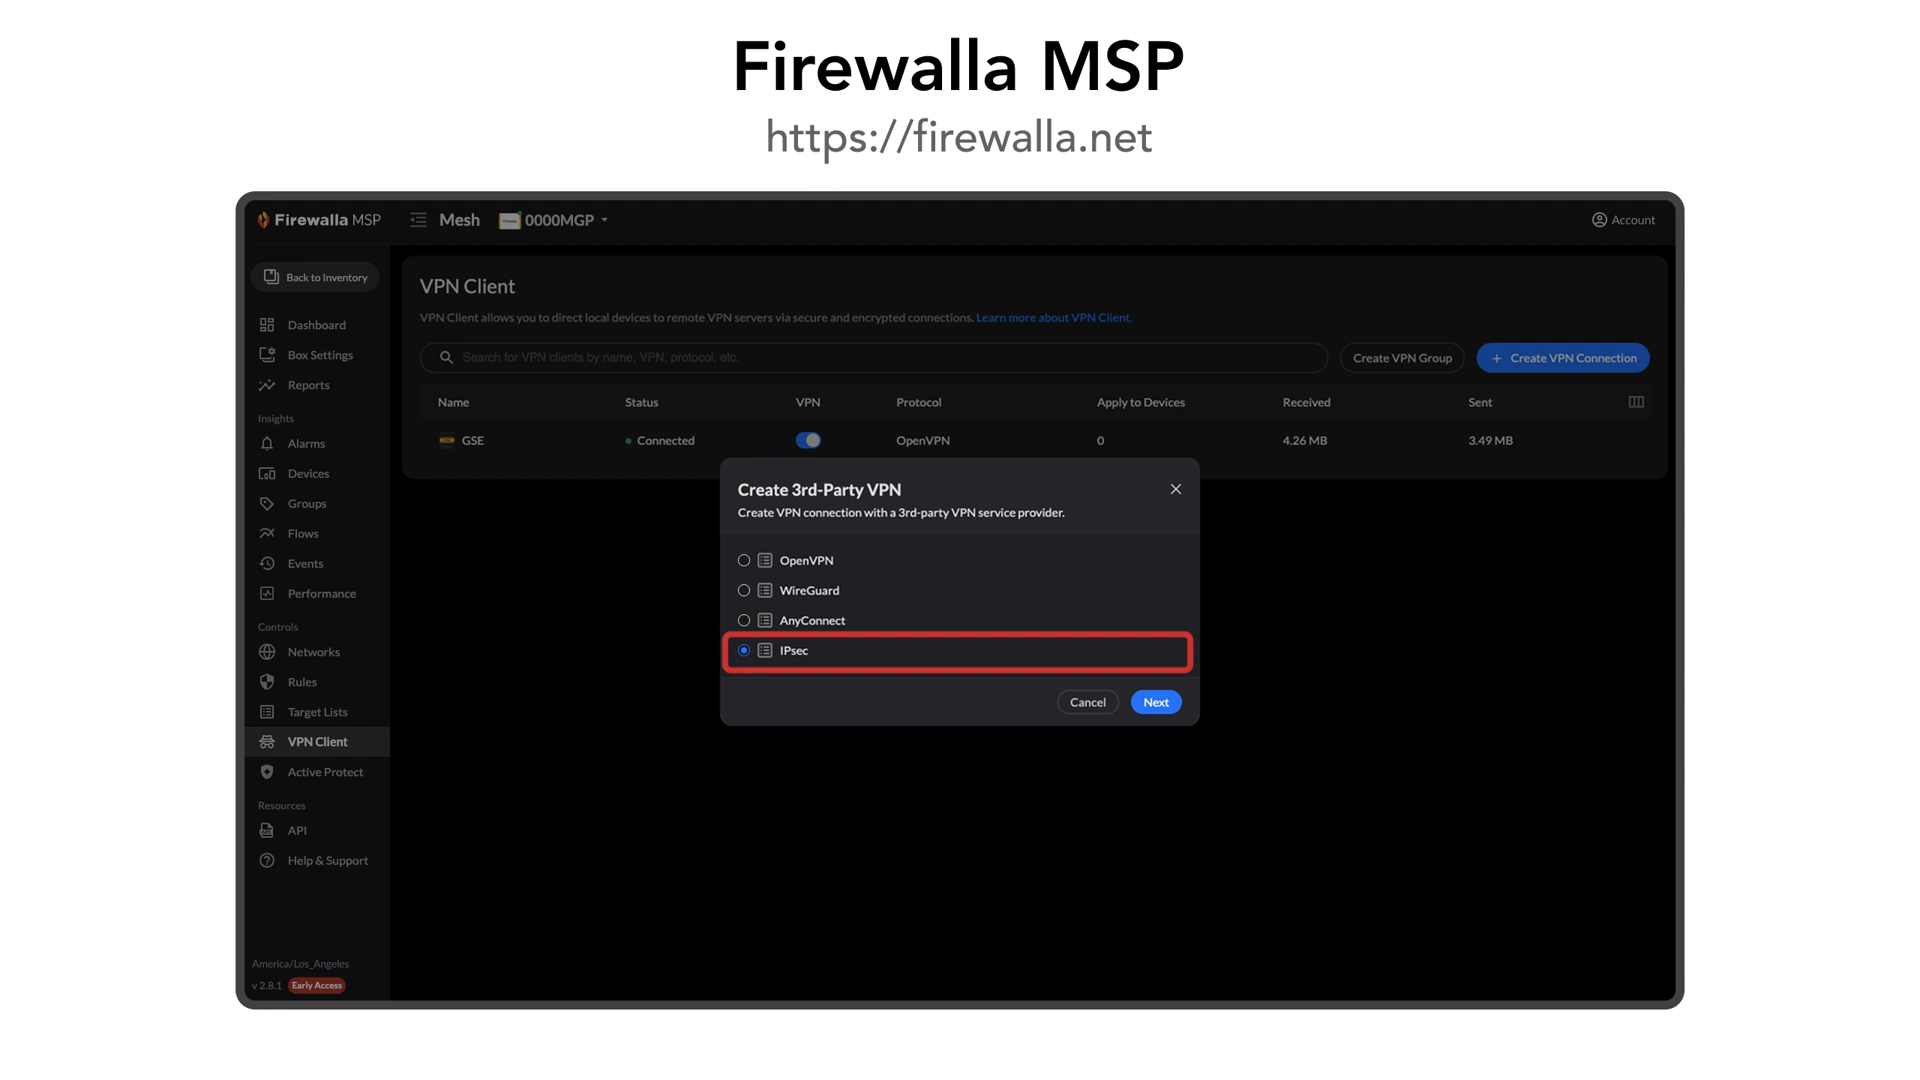 Firewalla MSP
https://firewalla.net
Firewalla MSP
Mesh
0000MGP
Account
Back to Inventory
Dashboard
Box Settings
Reports
Insights
Alarms
Devices
Groups
Flows
Events
Performance
Controls
Networks
Rules
Target Lists
VPN Client
Active Protect
Resources
API
Help & Support
America/Los_Angeles
v 2.8.1 Early Access
VPN Client
VPN Client allows you to direct local devices to remote VPN servers via secure and encrypted connections. Learn more about VPN Client.
Search for VPN clients by name, VPN, protocol, etc.
Create VPN Group
+ Create VPN Connection
Name Status VPN Protocol Apply to Devices Received Sent
GSE Connected OpenVPN 0 4.26 MB 3.49 MB
Create 3rd-Party VPN
Create VPN connection with a 3rd-party VPN service provider.
OpenVPN
WireGuard
AnyConnect
IPsec
Cancel
Next